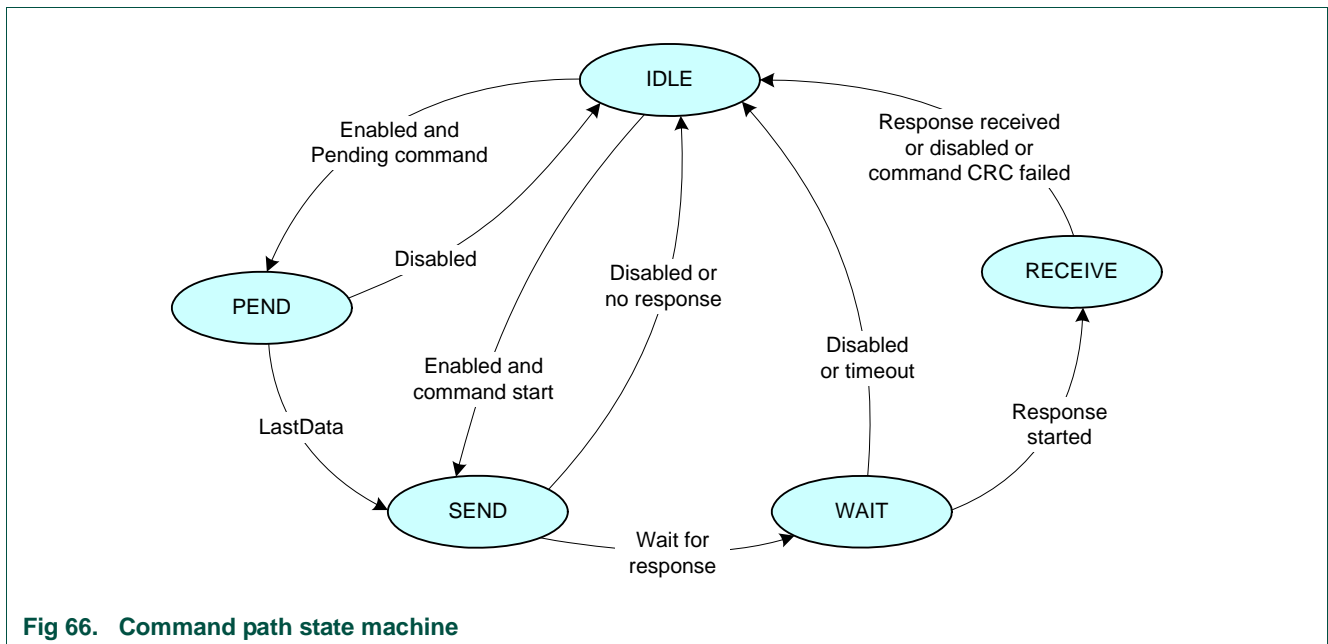 IDLE
Enabled and
Pending command
Response received
or disabled or
command CRC failed
Disabled
Disabled or
no response
RECEIVE
PEND
Enabled and
command start
Disabled
or timeout
LastData
Response
started
SEND
WAIT
Wait for
response
Fig 66. Command path state machine